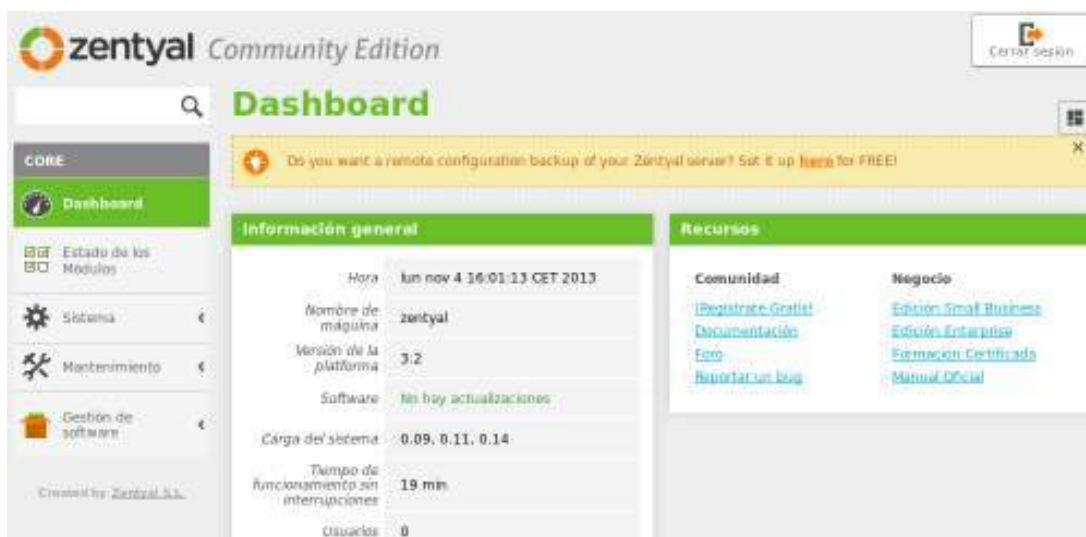 zentyal Community Edition
Cerrar sesión
Dashboard
CORE
Do you want a remote configuration backup of your Zentyal server? Set it up here for FREE!
Dashboard
Estado de los
Módulos
Sistema
Mantenimiento
Gestión de
software
Created by Zentyal S.L.
Información general
Hora lun nov 4 16:01:13 CET 2013
Nombre de
máquina zentyal
Versión de la
plataforma 3.2
Software No hay actualizaciones
Carga del sistema 0.09, 0.11, 0.14
Tiempo de
funcionamiento sin
interrupciones 19 min
Usuarios 0
Recursos
Comunidad
¡Regístrate Gratis!
Documentación
Foro
Reportar un bug
Negocio
Edición Small Business
Edición Enterprise
Formación Certificada
Manual Oficial